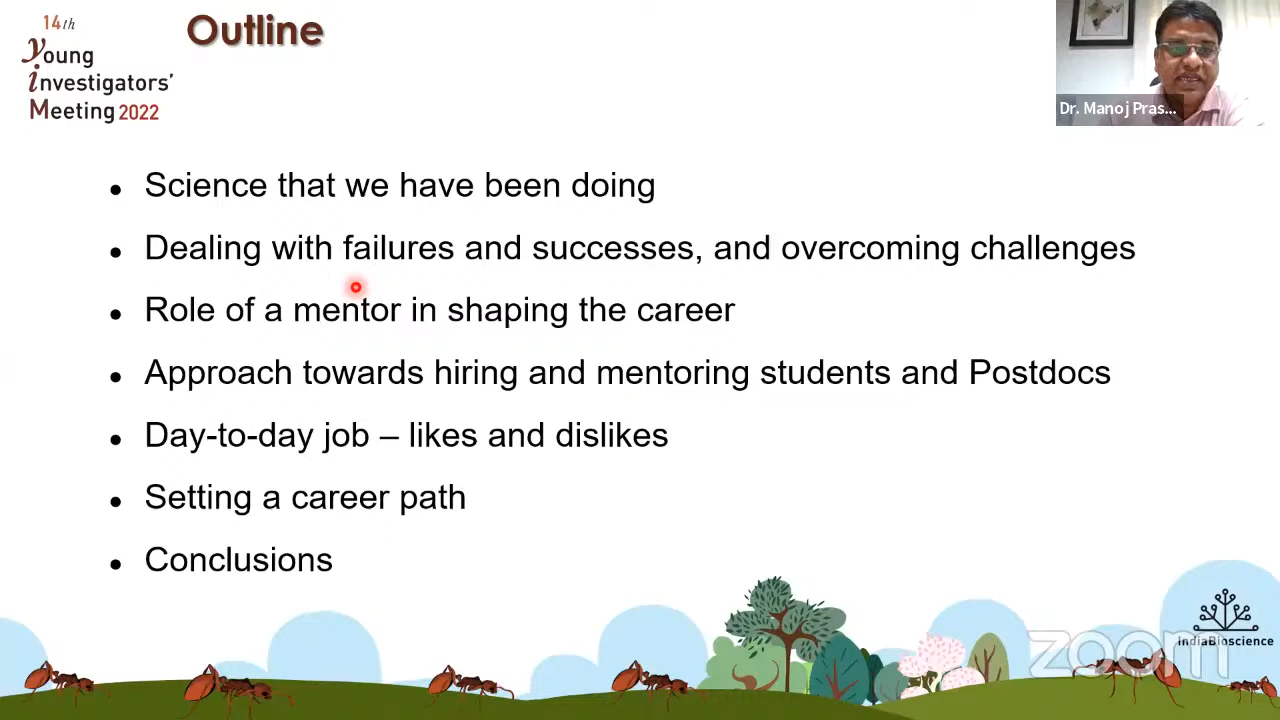 14th
Young
investigators'
Meeting 2022
Outline
Dr. Manoj Pras...
• Science that we have been doing
• Dealing with failures and successes, and overcoming challenges
• Role of a mentor in shaping the career
• Approach towards hiring and mentoring students and Postdocs
• Day-to-day job – likes and dislikes
• Setting a career path
• Conclusions
zoom
IndiaBioscience